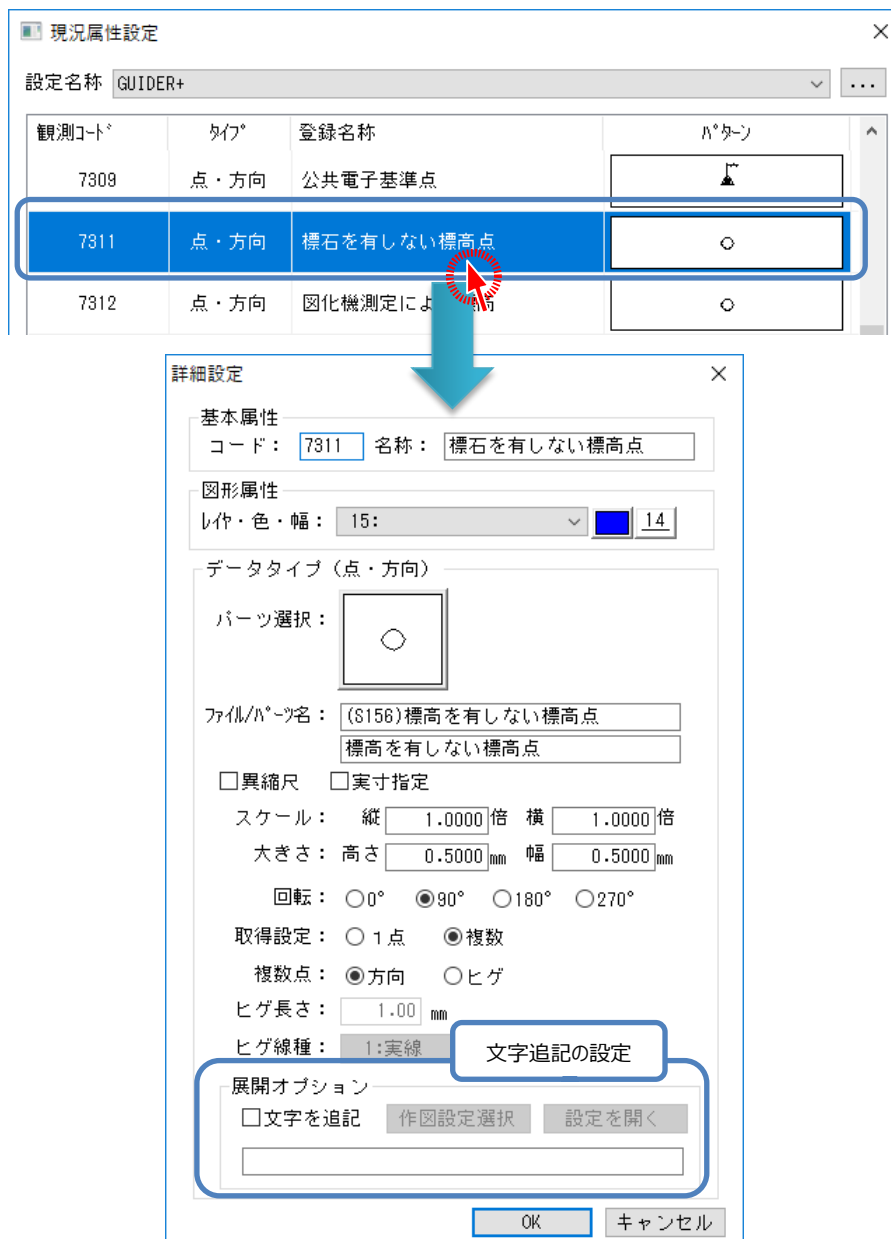 現況属性設定
設定名称 GUIDER+ ...
観測ｺｰﾄﾞ ﾀｲﾌﾟ 登録名称 ﾊﾟﾀｰﾝ
7309 点・方向 公共電子基準点
7311 点・方向 標石を有しない標高点
7312 点・方向 図化機測定によ 高
詳細設定
基本属性
コード： 7311 名称： 標石を有しない標高点
図形属性
ﾚｲﾔ・色・幅： 15: 14
データタイプ（点・方向）
パーツ選択：
ﾌｧｲﾙ/ﾊﾟｰﾂ名： (S156)標高を有しない標高点
標高を有しない標高点
異縮尺 実寸指定
スケール： 縦 1.0000 倍 横 1.0000 倍
大きさ： 高さ 0.5000 mm 幅 0.5000 mm
回転： 0° 90° 180° 270°
取得設定： １点 複数
複数点： 方向 ヒゲ
ヒゲ長さ： 1.00 mm
ヒゲ線種： 1:実線
文字追記の設定
展開オプション
文字を追記 作図設定選択 設定を開く
OK キャンセル